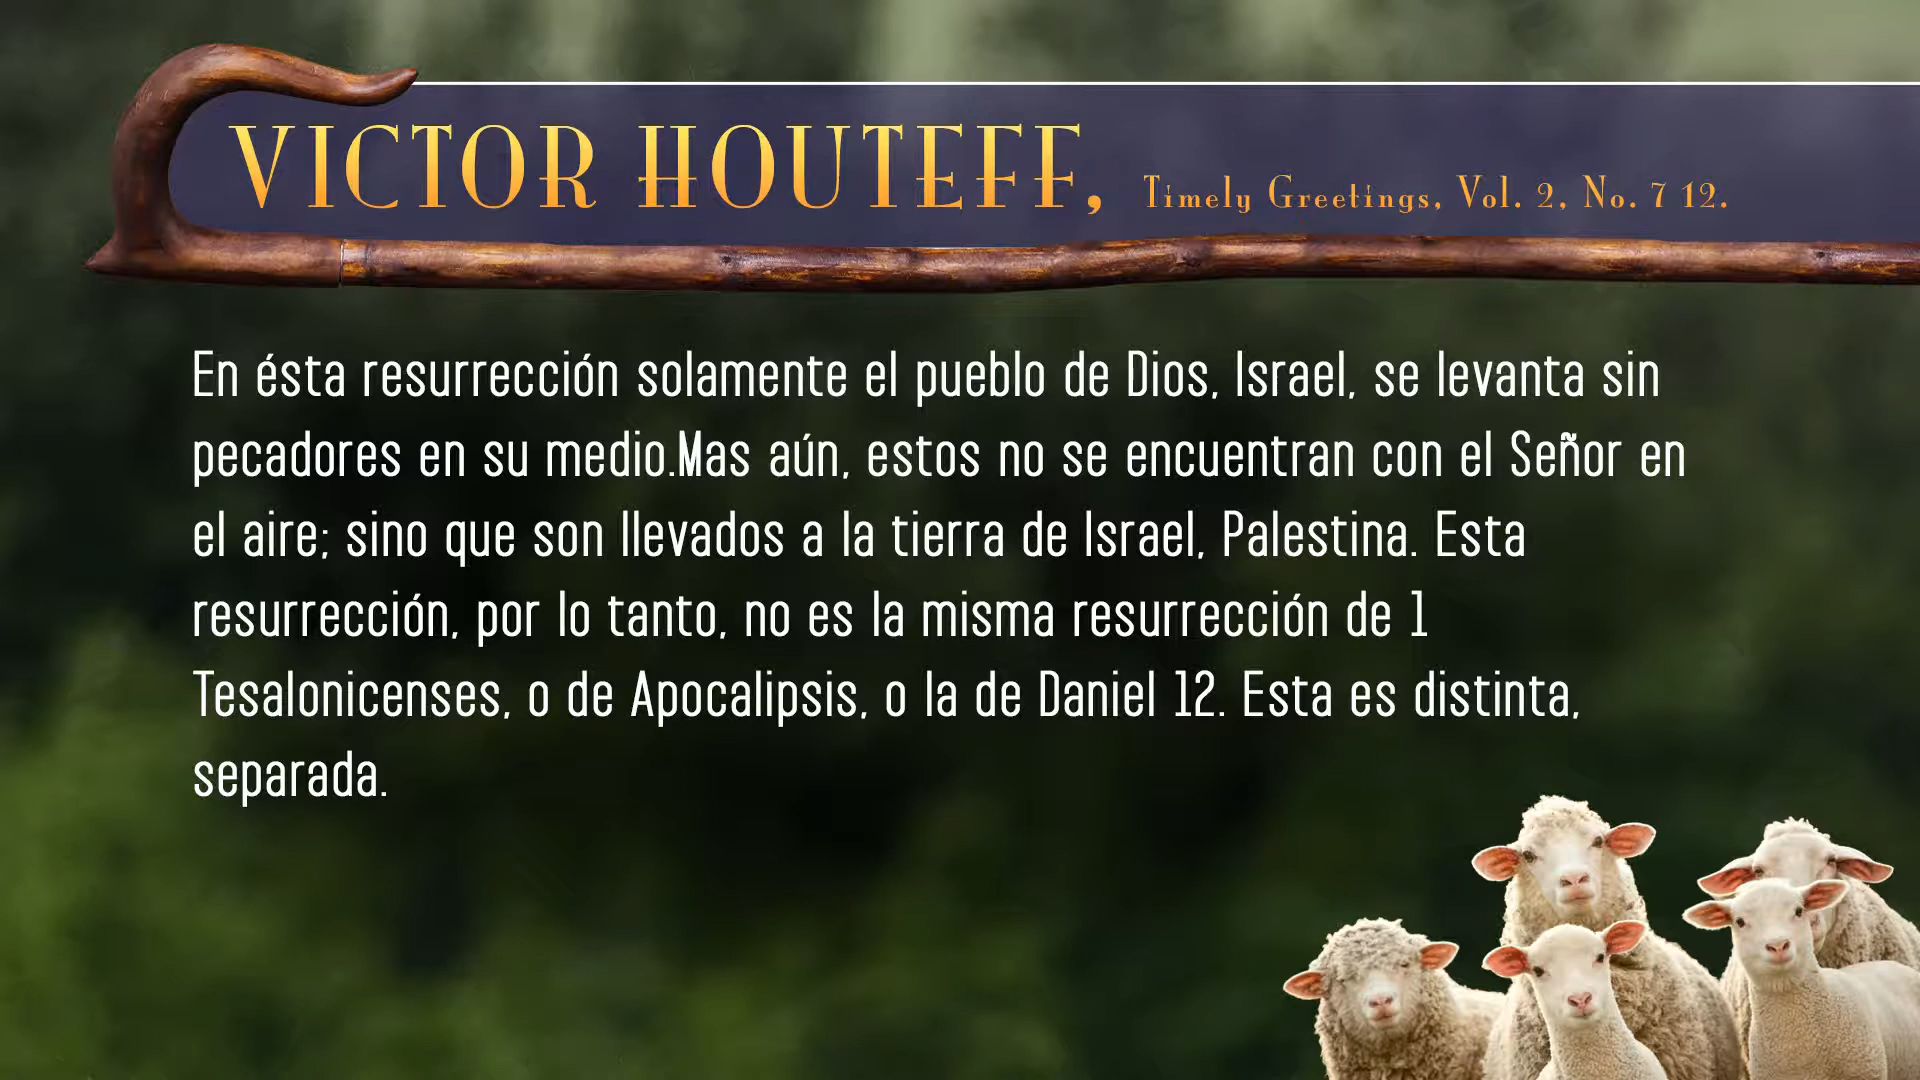 VICTOR HOUTEFF, Timely Greetings, Vol. 2, No. 7 12.
En ésta resurrección solamente el pueblo de Dios, Israel, se levanta sin
pecadores en su medio.Mas aún, estos no se encuentran con el Señor en
el aire; sino que son llevados a la tierra de Israel, Palestina. Esta
resurrección, por lo tanto, no es la misma resurrección de 1
Tesalonicenses, o de Apocalipsis, o la de Daniel 12. Esta es distinta,
separada.